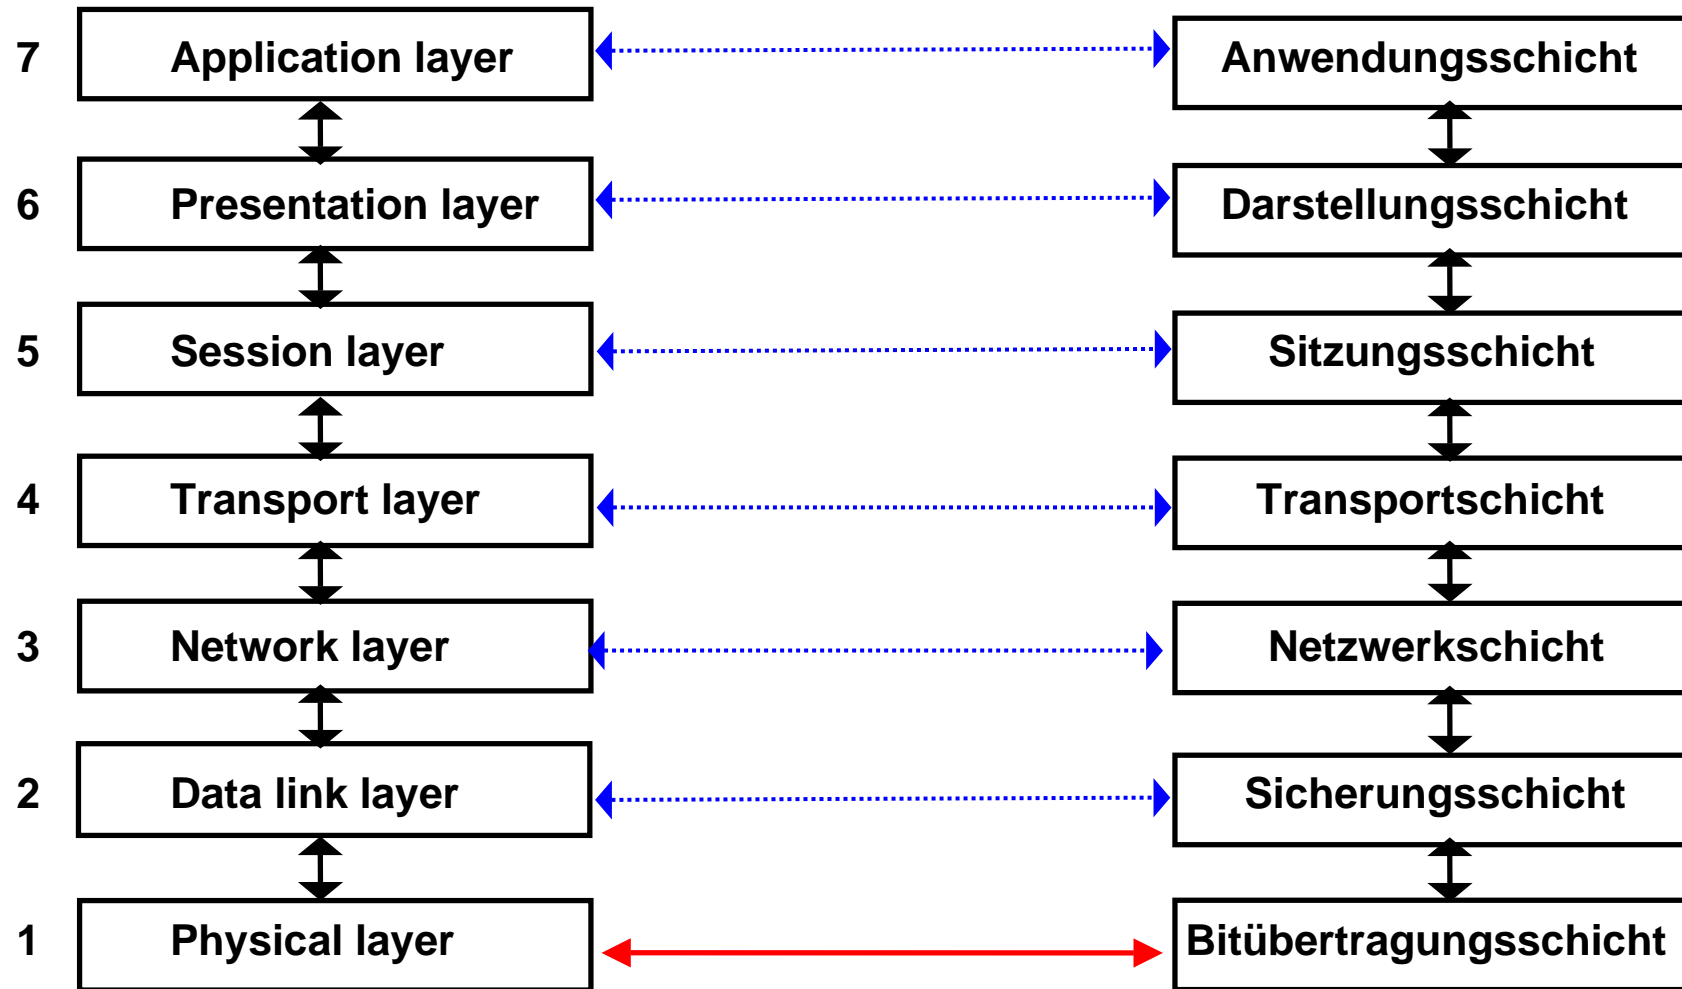 7 Application layer Anwendungsschicht
6 Presentation layer Darstellungsschicht
5 Session layer Sitzungsschicht
4 Transport layer Transportschicht
3 Network layer Netzwerkschicht
2 Data link layer Sicherungsschicht
1 Physical layer Bitübertragungsschicht